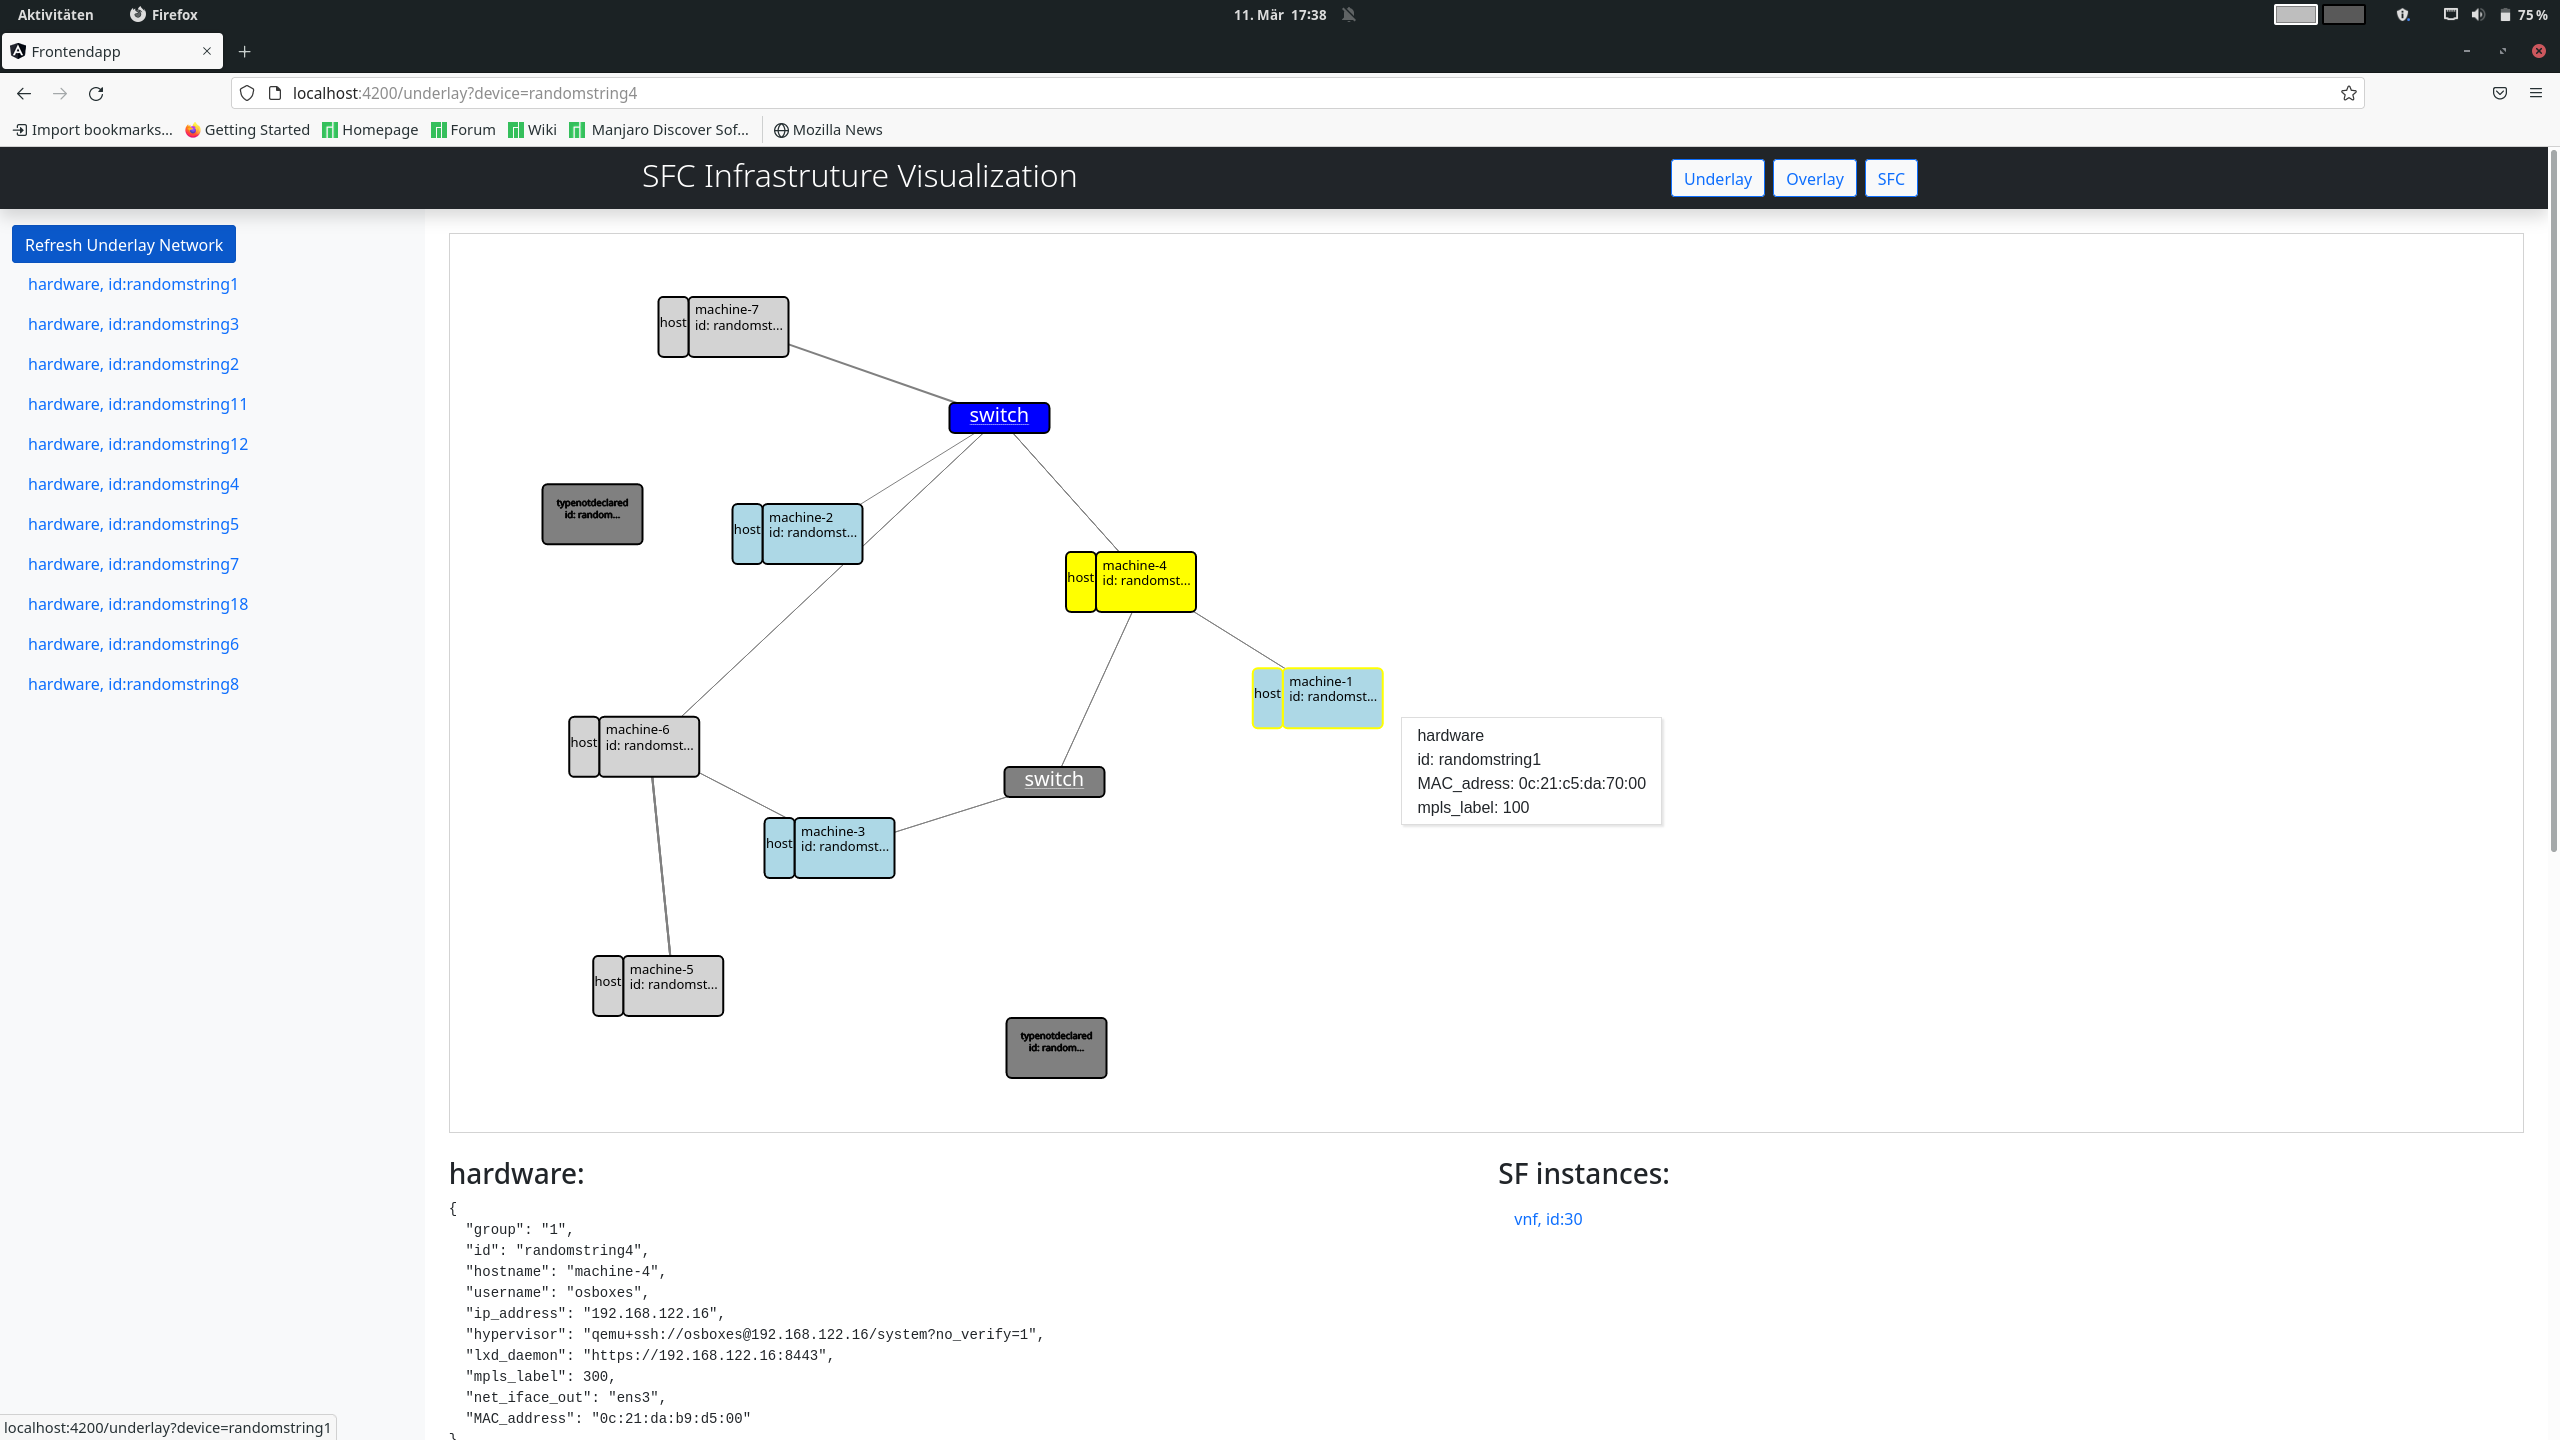 Aktivitäten Firefox 11. Mär 17:38 75 %
Frontendapp
localhost:4200/underlay?device=randomstring4
Import bookmarks... Getting Started Homepage Forum Wiki Manjaro Discover Sof... Mozilla News
SFC Infrastruture Visualization Underlay Overlay SFC
Refresh Underlay Network
hardware, id:randomstring1
hardware, id:randomstring3
hardware, id:randomstring2
hardware, id:randomstring11
hardware, id:randomstring12
hardware, id:randomstring4
hardware, id:randomstring5
hardware, id:randomstring7
hardware, id:randomstring18
hardware, id:randomstring6
hardware, id:randomstring8
host machine-7
id: randomst...
switch
typenotdeclared
id: random...
host machine-2
id: randomst...
host machine-4
id: randomst...
host machine-1
id: randomst...
hardware
id: randomstring1
MAC_adress: 0c:21:c5:da:70:00
mpls_label: 100
host machine-6
id: randomst...
switch
host machine-3
id: randomst...
host machine-5
id: randomst...
typenotdeclared
id: random...
hardware:
{
"group": "1",
"id": "randomstring4",
"hostname": "machine-4",
"username": "osboxes",
"ip_address": "192.168.122.16",
"hypervisor": "qemu+ssh://osboxes@192.168.122.16/system?no_verify=1",
"lxd_daemon": "https://192.168.122.16:8443",
"mpls_label": 300,
"net_iface_out": "ens3",
"MAC_address": "0c:21:da:b9:d5:00"
}
SF instances:
vnf, id:30
localhost:4200/underlay?device=randomstring1